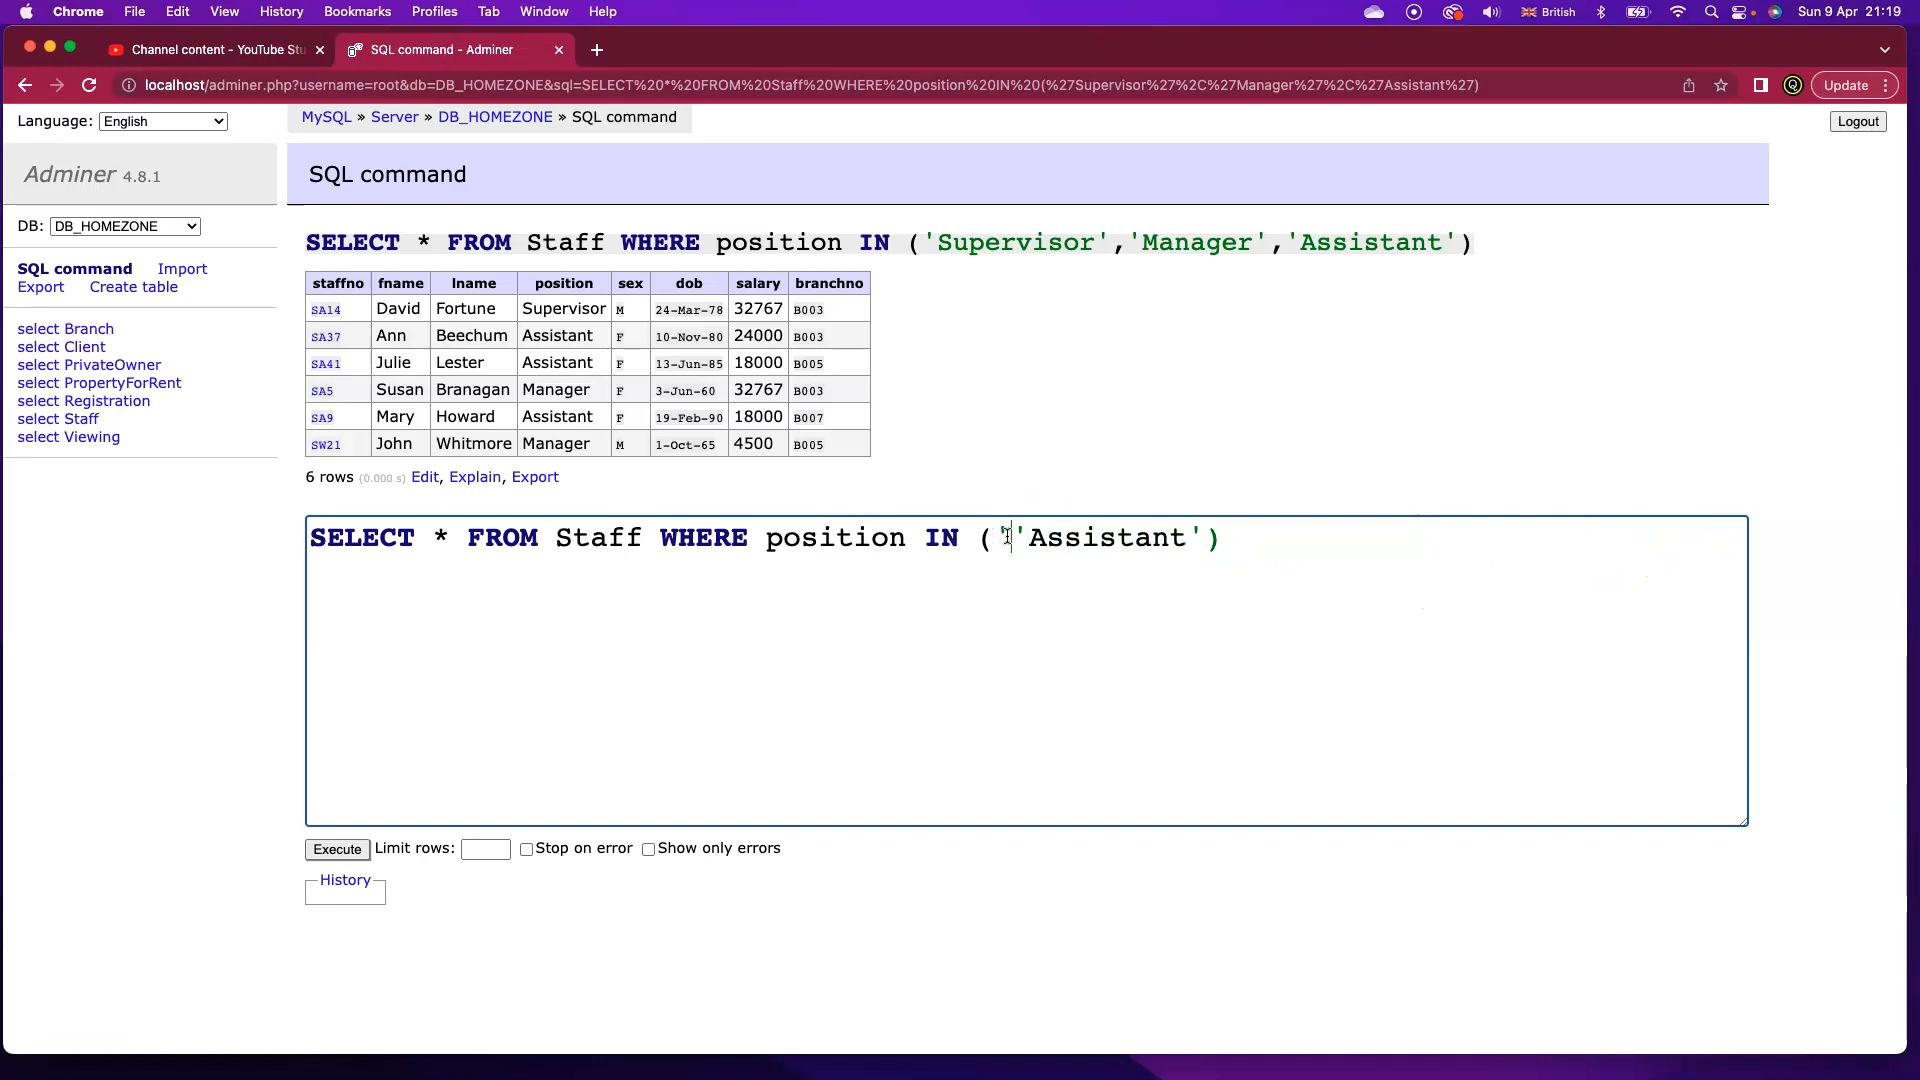 Chrome File Edit View History Bookmarks Profiles Tab Window Help British Sun 9 Apr 21:19
Channel content - YouTube Stu SQL command - Adminer
localhost/adminer.php?username=root&db=DB_HOMEZONE&sql=SELECT%20*%20FROM%20Staff%20WHERE%20position%20IN%20(%27Supervisor%27%2C%27Manager%27%2C%27Assistant%27) Update
Language: English MySQL » Server » DB_HOMEZONE » SQL command Logout
Adminer 4.8.1 SQL command
DB: DB_HOMEZONE
SQL command Import
Export Create table
select Branch
select Client
select PrivateOwner
select PropertyForRent
select Registration
select Staff
select Viewing
SELECT * FROM Staff WHERE position IN ('Supervisor','Manager','Assistant')
staffno fname lname position sex dob salary branchno
SA14 David Fortune Supervisor M 24-Mar-78 32767 B003
SA37 Ann Beechum Assistant F 10-Nov-80 24000 B003
SA41 Julie Lester Assistant F 13-Jun-85 18000 B005
SA5 Susan Branagan Manager F 3-Jun-60 32767 B003
SA9 Mary Howard Assistant F 19-Feb-90 18000 B007
SW21 John Whitmore Manager M 1-Oct-65 4500 B005
6 rows (0.000 s) Edit, Explain, Export
SELECT * FROM Staff WHERE position IN (''Assistant')
Execute Limit rows: Stop on error Show only errors
History